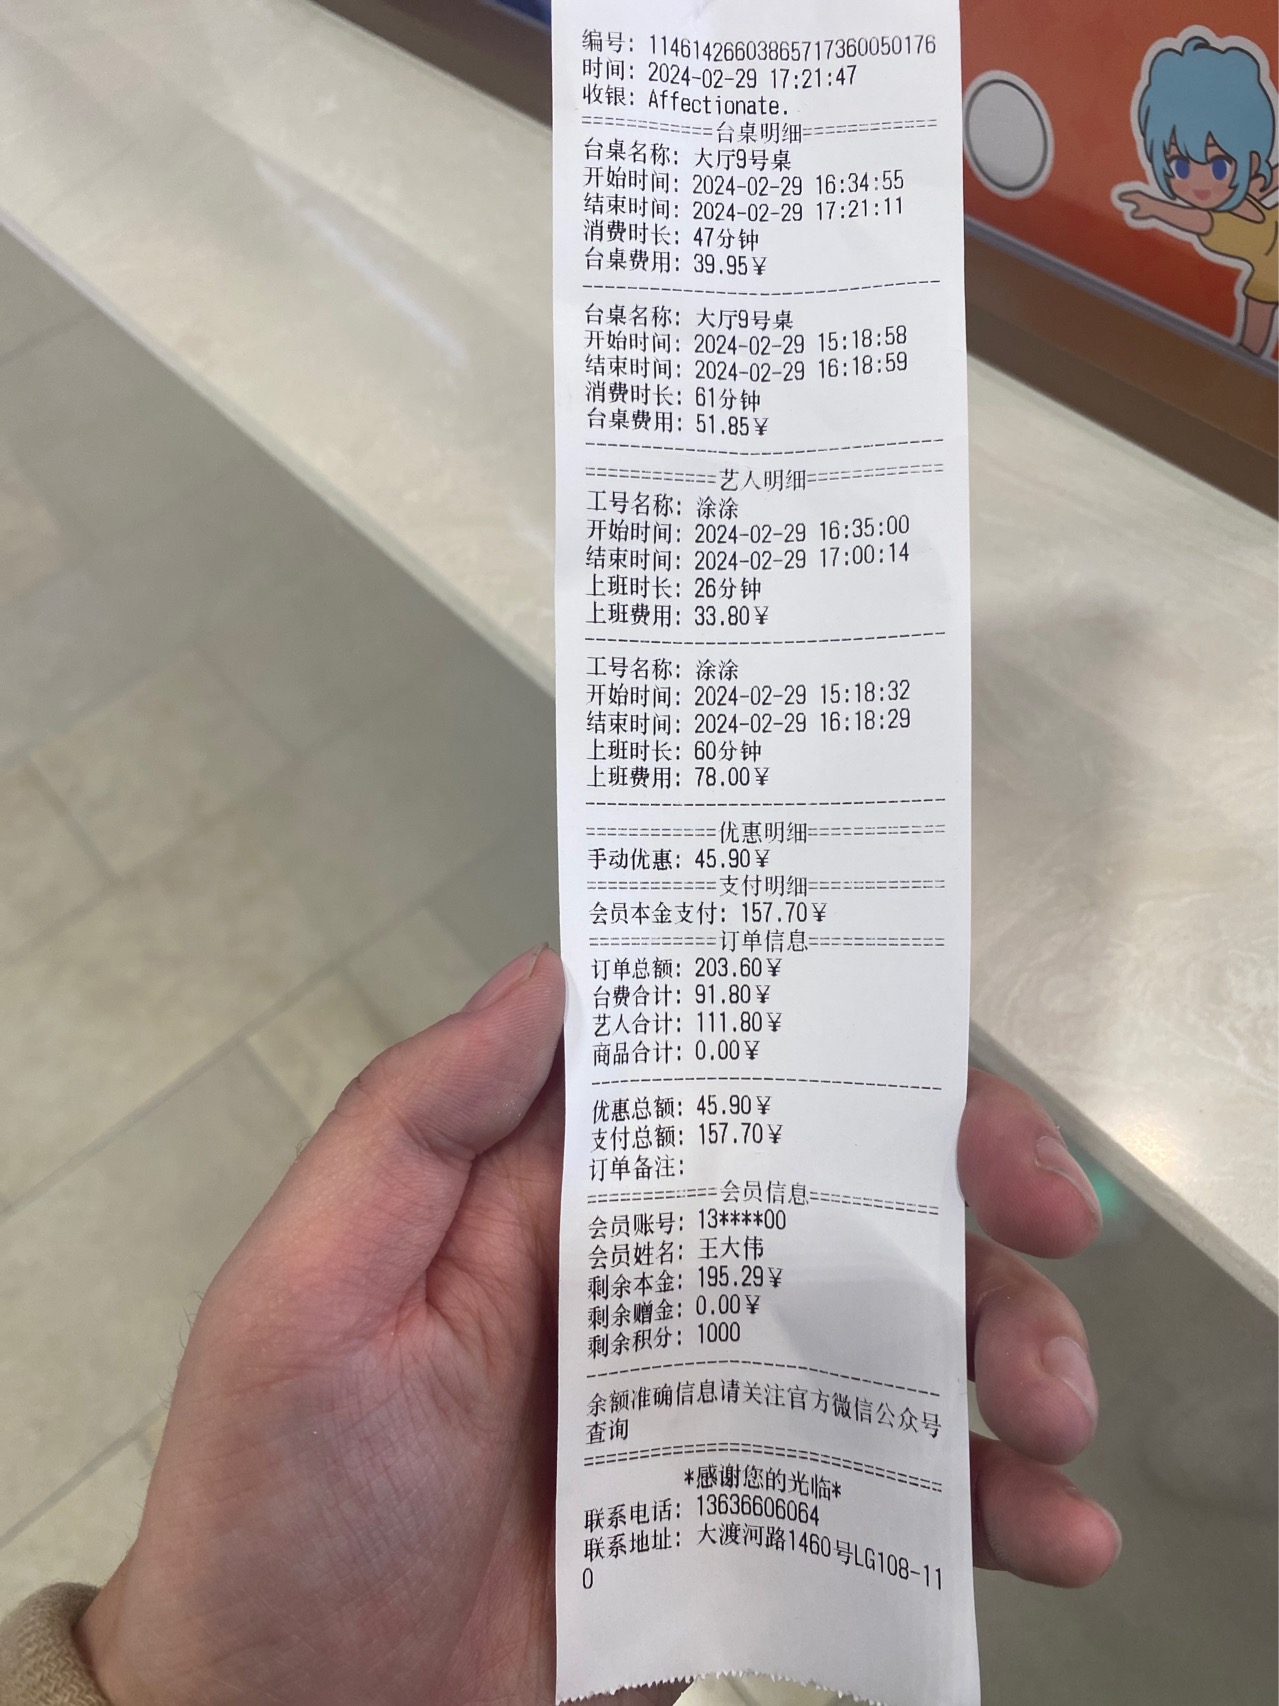 编号: 11461426603865717360050176
时间: 2024-02-29 17:21:47
收银: Affectionate.
============台桌明细============
台桌名称: 大厅9号桌
开始时间: 2024-02-29 16:34:55
结束时间: 2024-02-29 17:21:11
消费时长: 47分钟
台桌费用: 39.95¥
--------------------------------
台桌名称: 大厅9号桌
开始时间: 2024-02-29 15:18:58
结束时间: 2024-02-29 16:18:59
消费时长: 61分钟
台桌费用: 51.85¥
--------------------------------
============艺人明细============
工号名称: 涂涂
开始时间: 2024-02-29 16:35:00
结束时间: 2024-02-29 17:00:14
上班时长: 26分钟
上班费用: 33.80¥
--------------------------------
工号名称: 涂涂
开始时间: 2024-02-29 15:18:32
结束时间: 2024-02-29 16:18:29
上班时长: 60分钟
上班费用: 78.00¥
--------------------------------
============优惠明细============
手动优惠: 45.90¥
============支付明细============
会员本金支付: 157.70¥
============订单信息============
订单总额: 203.60¥
台费合计: 91.80¥
艺人合计: 111.80¥
商品合计: 0.00¥
--------------------------------
优惠总额: 45.90¥
支付总额: 157.70¥
订单备注:
============会员信息============
会员账号: 13****00
会员姓名: 王大伟
剩余本金: 195.29¥
剩余赠金: 0.00¥
剩余积分: 1000
--------------------------------
余额准确信息请关注官方微信公众号
查询
================================
*感谢您的光临*
联系电话: 13636606064
联系地址: 大渡河路1460号LG108-11
0